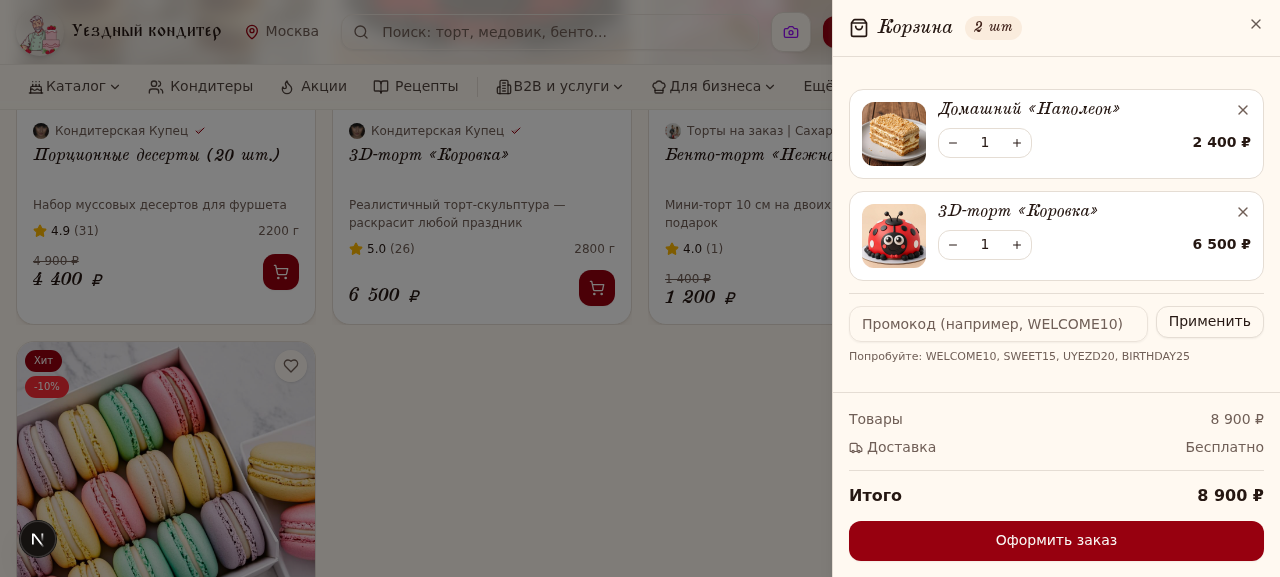 Уездный кондитер
Москва
Поиск: торт, медовик, бенто...
Каталог
Кондитеры
Акции
Рецепты
B2B и услуги
Для бизнеса
Ещё
Кондитерская Купец
Порционные десерты (20 шт.)
Набор муссовых десертов для фуршета
4.9 (31)
2200 г
4 900 ₽
4 400 ₽
Кондитерская Купец
3D-торт «Коровка»
Реалистичный торт-скульптура —
раскрасит любой праздник
5.0 (26)
2800 г
6 500 ₽
Торты на заказ | Сахар
Бенто-торт «Нежно
Мини-торт 10 см на двоих
подарок
4.0 (1)
1 400 ₽
1 200 ₽
Хит
-10%
N
Корзина
2 шт
Домашний «Наполеон»
1
2 400 ₽
3D-торт «Коровка»
1
6 500 ₽
Промокод (например, WELCOME10)
Применить
Попробуйте: WELCOME10, SWEET15, UYEZD20, BIRTHDAY25
Товары
8 900 ₽
Доставка
Бесплатно
Итого
8 900 ₽
Оформить заказ